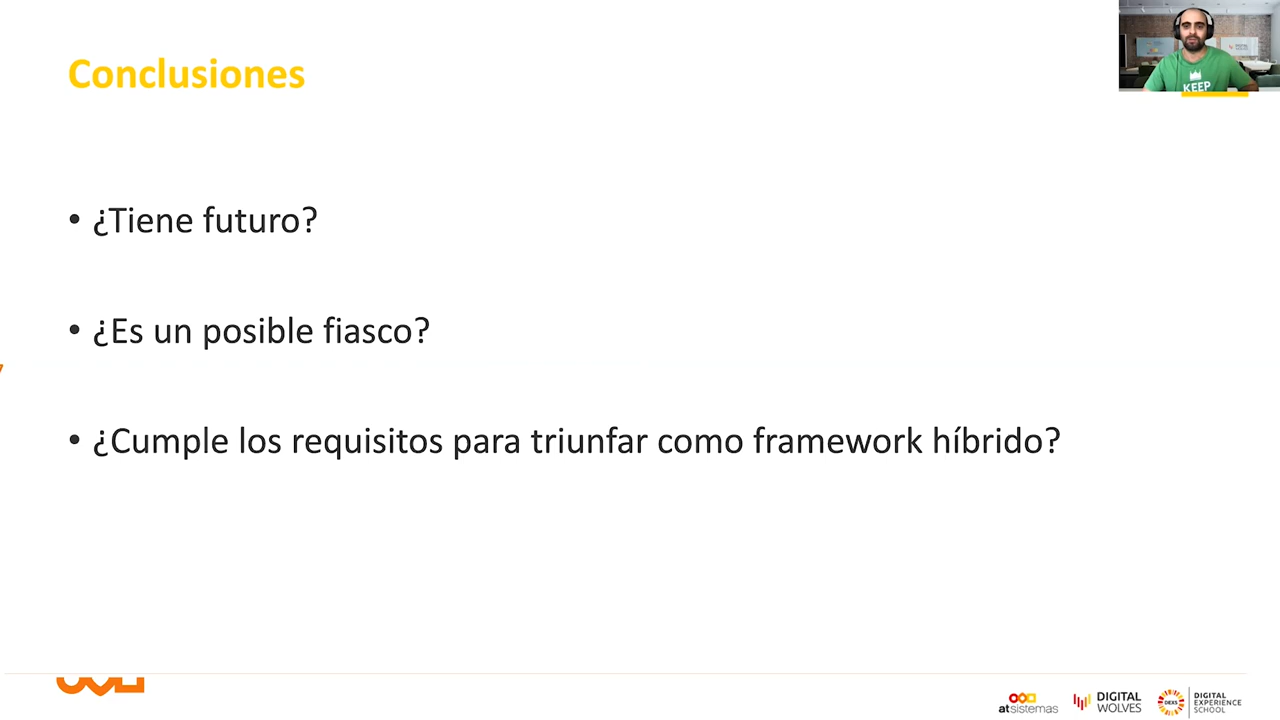 Conclusiones
KEEP
• ¿Tiene futuro?
• ¿Es un posible fiasco?
• ¿Cumple los requisitos para triunfar como framework híbrido?
atsistemas
DIGITAL
WOLVES
DEXS
DIGITAL
EXPERIENCE
SCHOOL